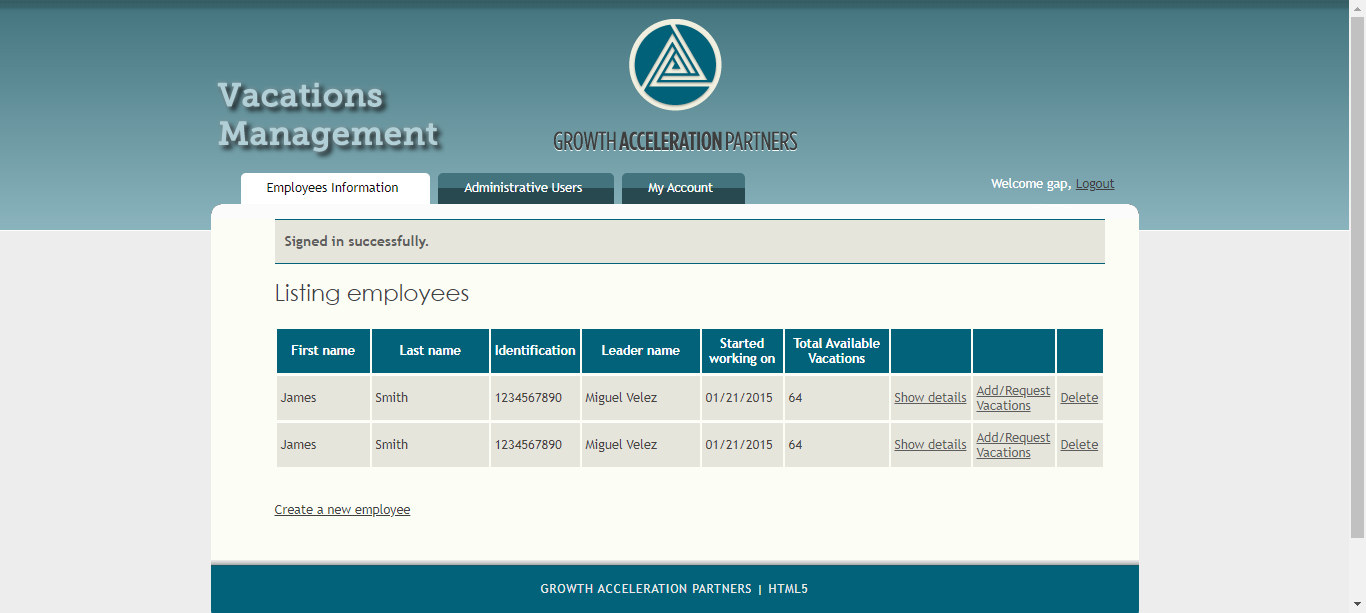 Vacations
Management
GROWTH ACCELERATION PARTNERS
Employees Information Administrative Users My Account Welcome gap, Logout
Signed in successfully.
Listing employees
First name Last name Identification Leader name Started working on Total Available Vacations
James Smith 1234567890 Miguel Velez 01/21/2015 64 Show details Add/Request Vacations Delete
James Smith 1234567890 Miguel Velez 01/21/2015 64 Show details Add/Request Vacations Delete
Create a new employee
GROWTH ACCELERATION PARTNERS | HTML5